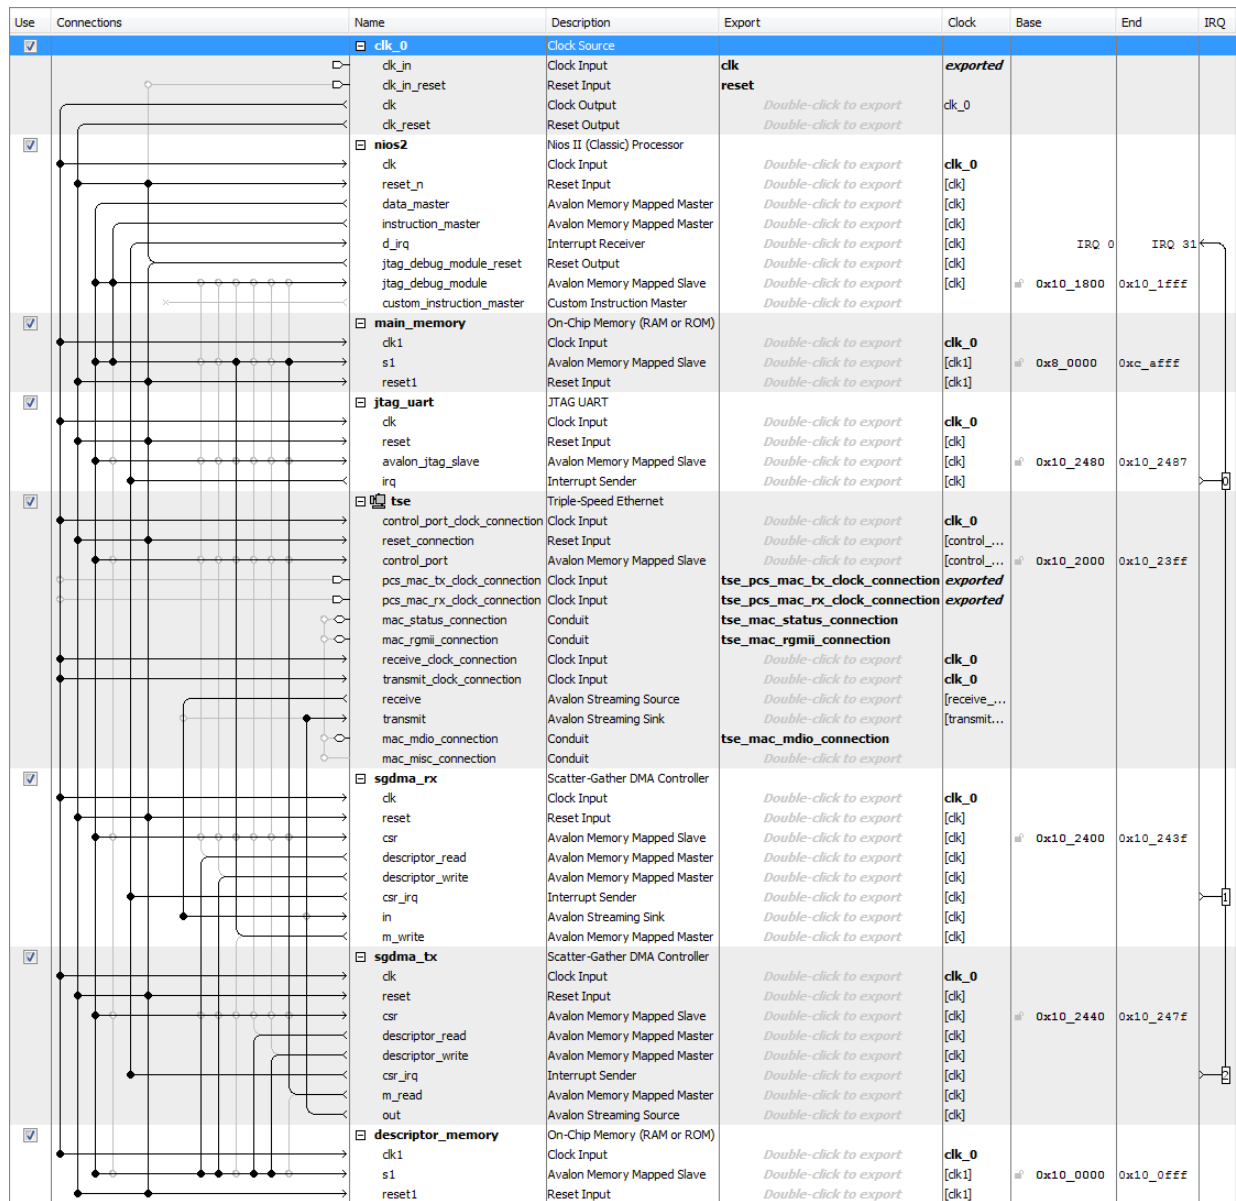 Use Connections Name Description Export Clock Base End IRQ
clk_0 Clock Source
clk_in Clock Input clk exported
clk_in_reset Reset Input reset
clk Clock Output Double-click to export clk_0
clk_reset Reset Output Double-click to export
nios2 Nios II (Classic) Processor
clk Clock Input Double-click to export clk_0
reset_n Reset Input Double-click to export [clk]
data_master Avalon Memory Mapped Master Double-click to export [clk]
instruction_master Avalon Memory Mapped Master Double-click to export [clk]
d_irq Interrupt Receiver Double-click to export [clk] IRQ 0 IRQ 31
jtag_debug_module_reset Reset Output Double-click to export [clk]
jtag_debug_module Avalon Memory Mapped Slave Double-click to export [clk] 0x10_1800 0x10_1fff
custom_instruction_master Custom Instruction Master Double-click to export
main_memory On-Chip Memory (RAM or ROM)
clk1 Clock Input Double-click to export clk_0
s1 Avalon Memory Mapped Slave Double-click to export [clk1] 0x8_0000 0xc_afff
reset1 Reset Input Double-click to export [clk1]
jtag_uart JTAG UART
clk Clock Input Double-click to export clk_0
reset Reset Input Double-click to export [clk]
avalon_jtag_slave Avalon Memory Mapped Slave Double-click to export [clk] 0x10_2480 0x10_2487
irq Interrupt Sender Double-click to export [clk] 0
tse Triple-Speed Ethernet
control_port_clock_connection Clock Input Double-click to export clk_0
reset_connection Reset Input Double-click to export [control_...
control_port Avalon Memory Mapped Slave Double-click to export [control_... 0x10_2000 0x10_23ff
pcs_mac_tx_clock_connection Clock Input tse_pcs_mac_tx_clock_connection exported
pcs_mac_rx_clock_connection Clock Input tse_pcs_mac_rx_clock_connection exported
mac_status_connection Conduit tse_mac_status_connection
mac_rgmii_connection Conduit tse_mac_rgmii_connection
receive_clock_connection Clock Input Double-click to export clk_0
transmit_clock_connection Clock Input Double-click to export clk_0
receive Avalon Streaming Source Double-click to export [receive_...
transmit Avalon Streaming Sink Double-click to export [transmit...
mac_mdio_connection Conduit tse_mac_mdio_connection
mac_misc_connection Conduit Double-click to export
sgdma_rx Scatter-Gather DMA Controller
clk Clock Input Double-click to export clk_0
reset Reset Input Double-click to export [clk]
csr Avalon Memory Mapped Slave Double-click to export [clk] 0x10_2400 0x10_243f
descriptor_read Avalon Memory Mapped Master Double-click to export [clk]
descriptor_write Avalon Memory Mapped Master Double-click to export [clk]
csr_irq Interrupt Sender Double-click to export [clk] 1
in Avalon Streaming Sink Double-click to export [clk]
m_write Avalon Memory Mapped Master Double-click to export [clk]
sgdma_tx Scatter-Gather DMA Controller
clk Clock Input Double-click to export clk_0
reset Reset Input Double-click to export [clk]
csr Avalon Memory Mapped Slave Double-click to export [clk] 0x10_2440 0x10_247f
descriptor_read Avalon Memory Mapped Master Double-click to export [clk]
descriptor_write Avalon Memory Mapped Master Double-click to export [clk]
csr_irq Interrupt Sender Double-click to export [clk] 2
m_read Avalon Memory Mapped Master Double-click to export [clk]
out Avalon Streaming Source Double-click to export [clk]
descriptor_memory On-Chip Memory (RAM or ROM)
clk1 Clock Input Double-click to export clk_0
s1 Avalon Memory Mapped Slave Double-click to export [clk1] 0x10_0000 0x10_0fff
reset1 Reset Input Double-click to export [clk1]